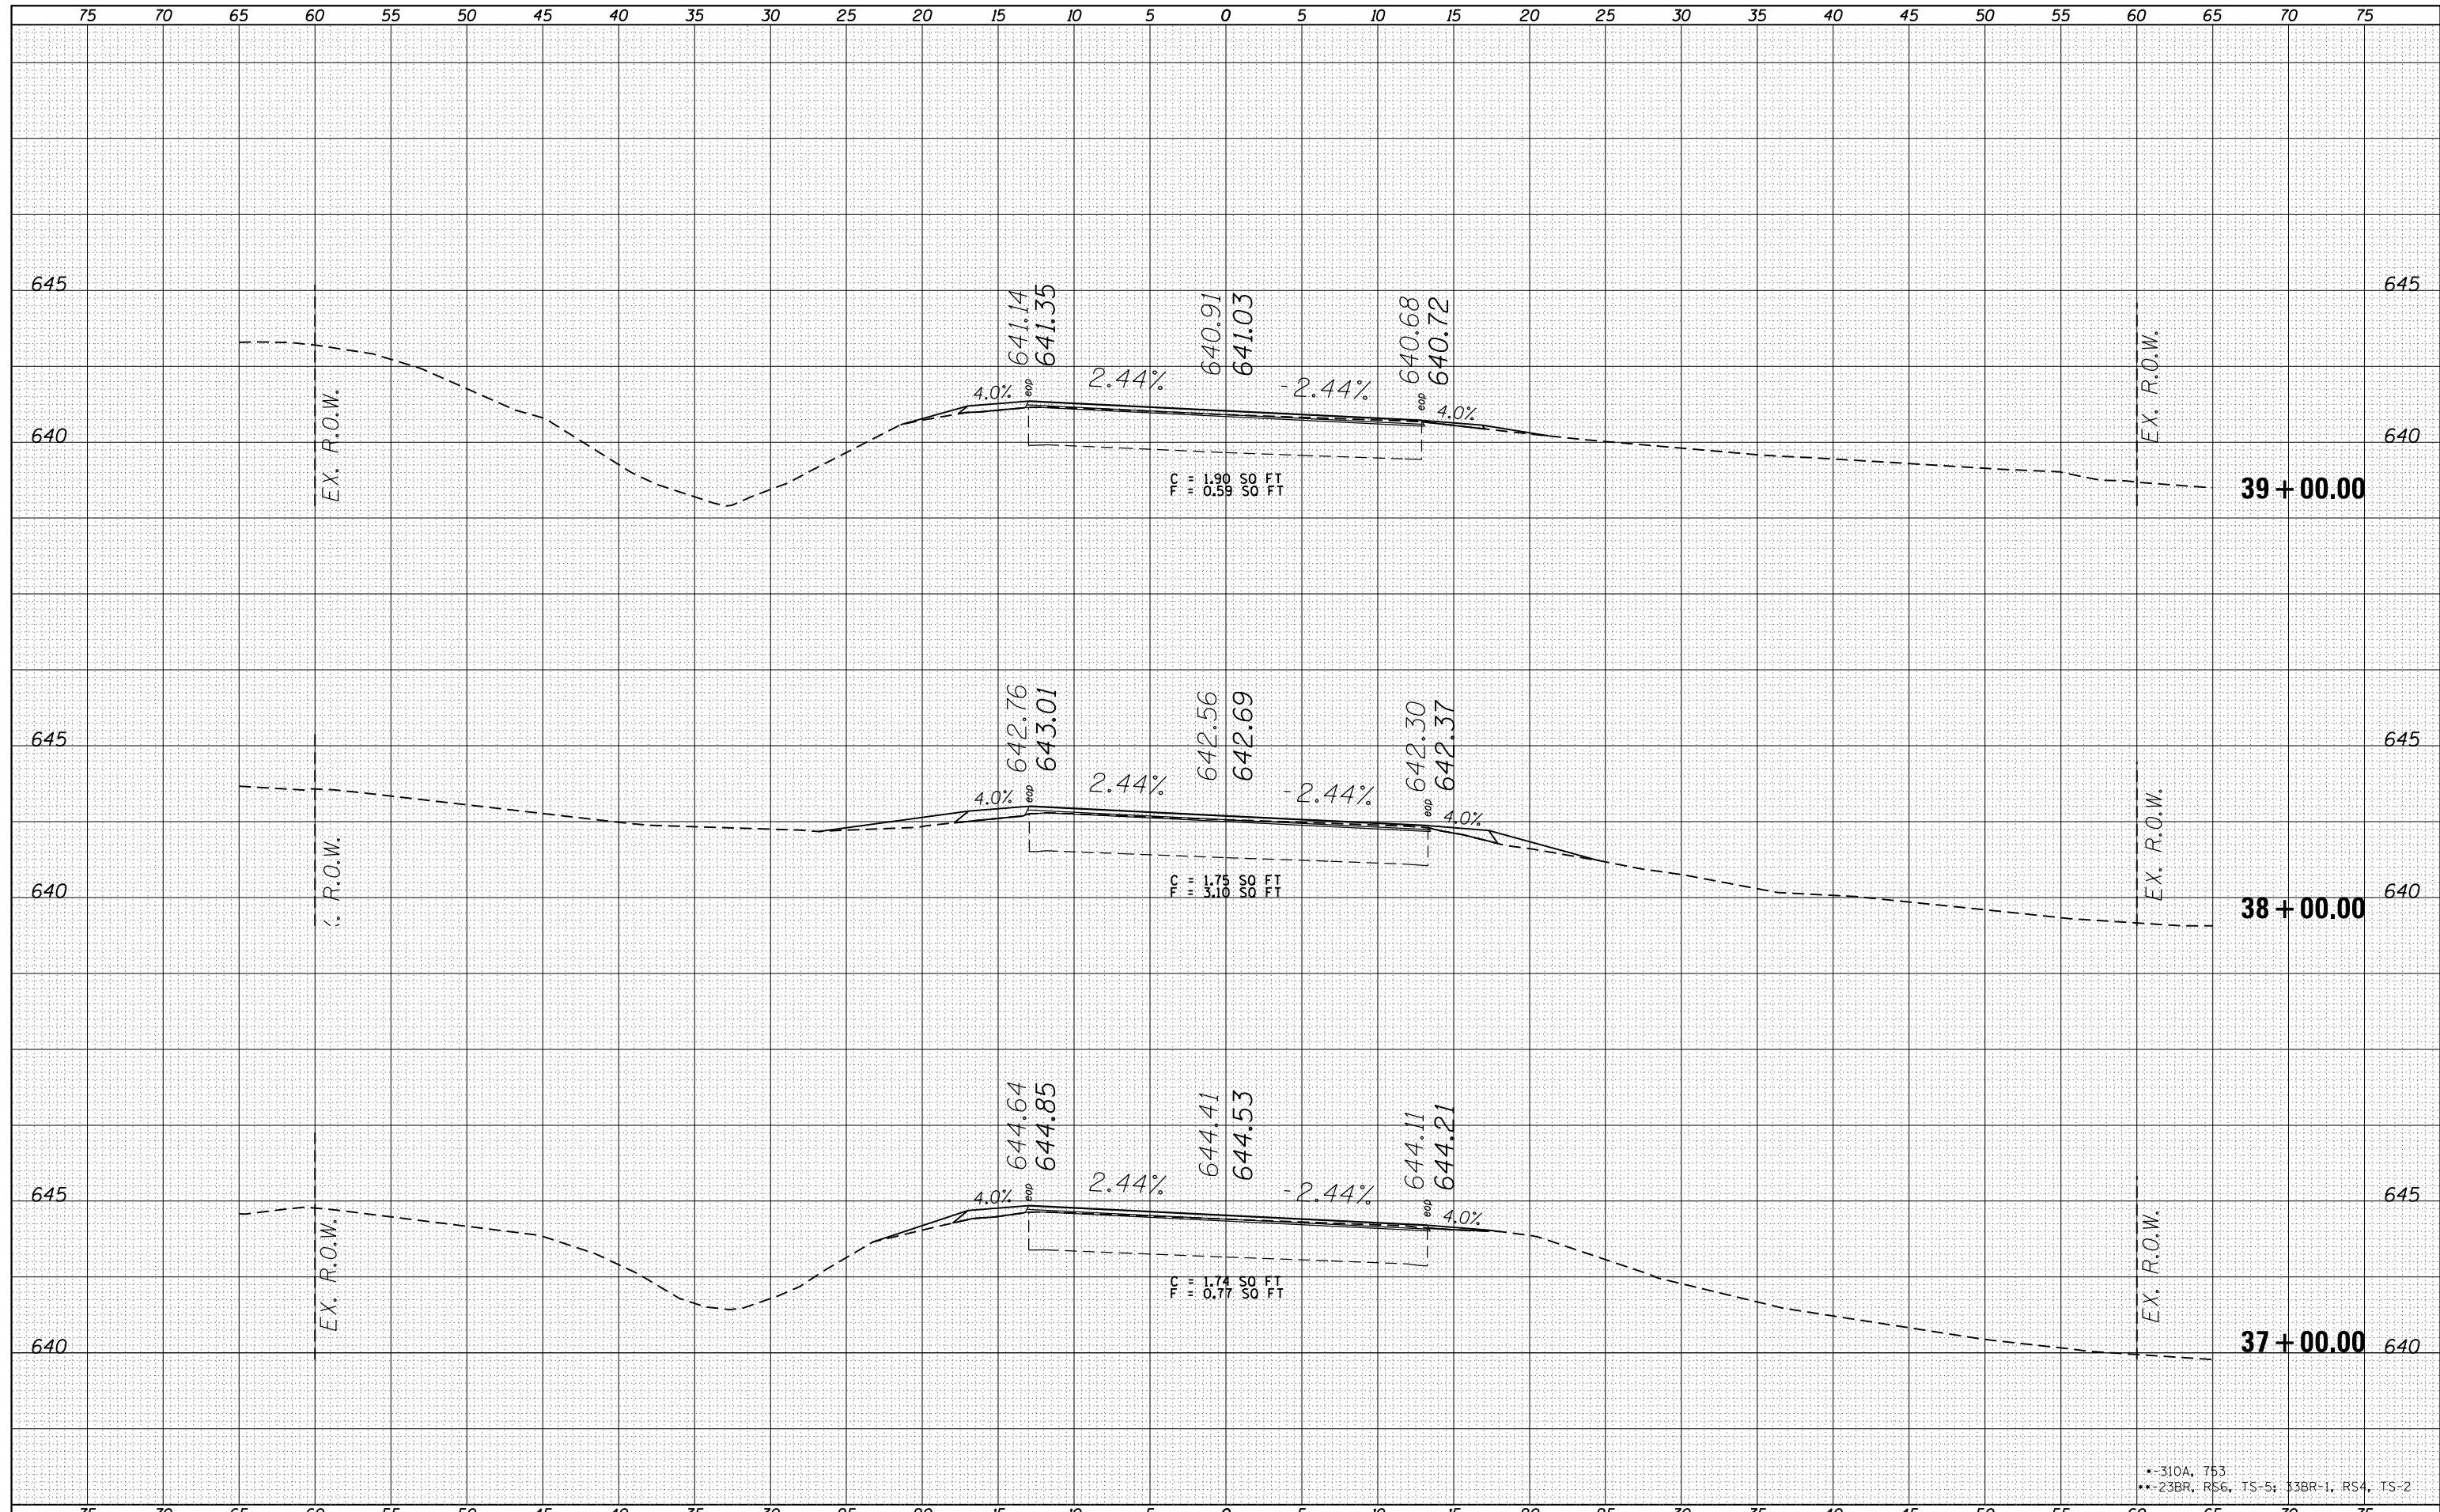 75 70 65 60 55 50 45 40 35 30 25 20 15 10 5 0 5 10 15 20 25 30 35 40 45 50 55 60 65 70 75
645 645
641.14 641.35 640.91 641.03 640.68 640.72
4.0% eop 2.44% -2.44% eop 4.0%
EX. R.O.W. EX. R.O.W.
640 640
C = 1.90 SQ FT
F = 0.59 SQ FT
39+00.00
642.76 643.01 642.56 642.69 642.30 642.37
645 645
4.0% eop 2.44% -2.44% eop 4.0%
R.O.W. EX. R.O.W.
C = 1.75 SQ FT
F = 3.10 SQ FT
640 640
38+00.00
644.64 644.85 644.41 644.53 644.11 644.21
645 645
4.0% eop 2.44% -2.44% eop 4.0%
EX. R.O.W. EX. R.O.W.
C = 1.74 SQ FT
F = 0.77 SQ FT
640 37+00.00 640
*-310A, 753
**-23BR, RS6, TS-5; 33BR-1, RS4, TS-2